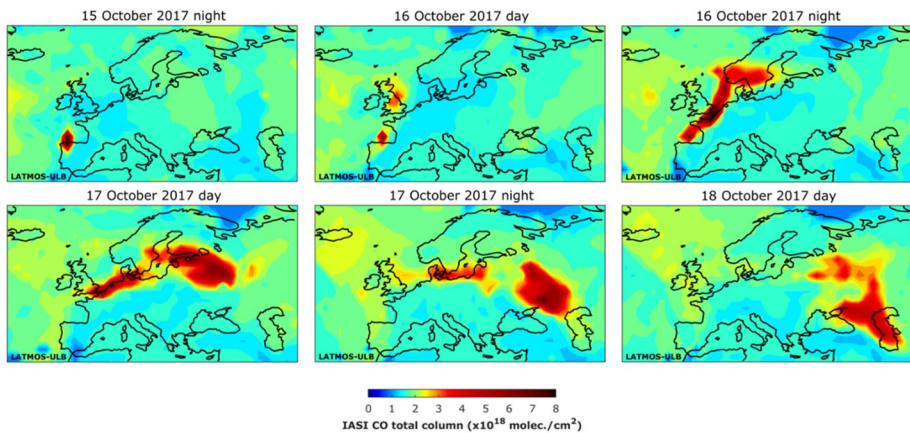 15 October 2017 night
16 October 2017 day
16 October 2017 night
LATMOS-ULB
LATMOS-ULB
LATMOS-ULB
17 October 2017 day
17 October 2017 night
18 October 2017 day
LATMOS-ULB
LATMOS-ULB
LATMOS-ULB
0 1 2 3 4 5 6 7 8
IASI CO total column (x10¹⁸ molec./cm²)